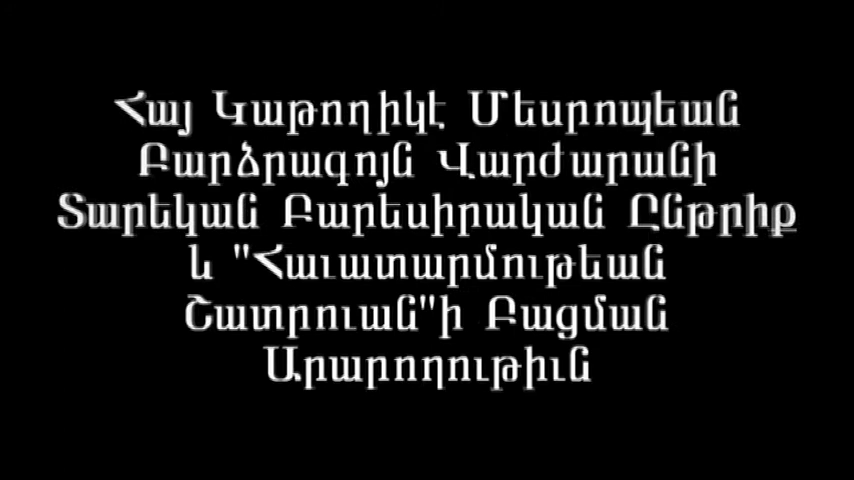 Հայ Կաթողիկէ Մեսրոպեան
Բարձրագոյն Վարժարանի
Տարեկան Բարեսիրական Ընթրիք
և "Հաւատարմութեան
Շատրուան"ի Բացման
Արարողութիւն